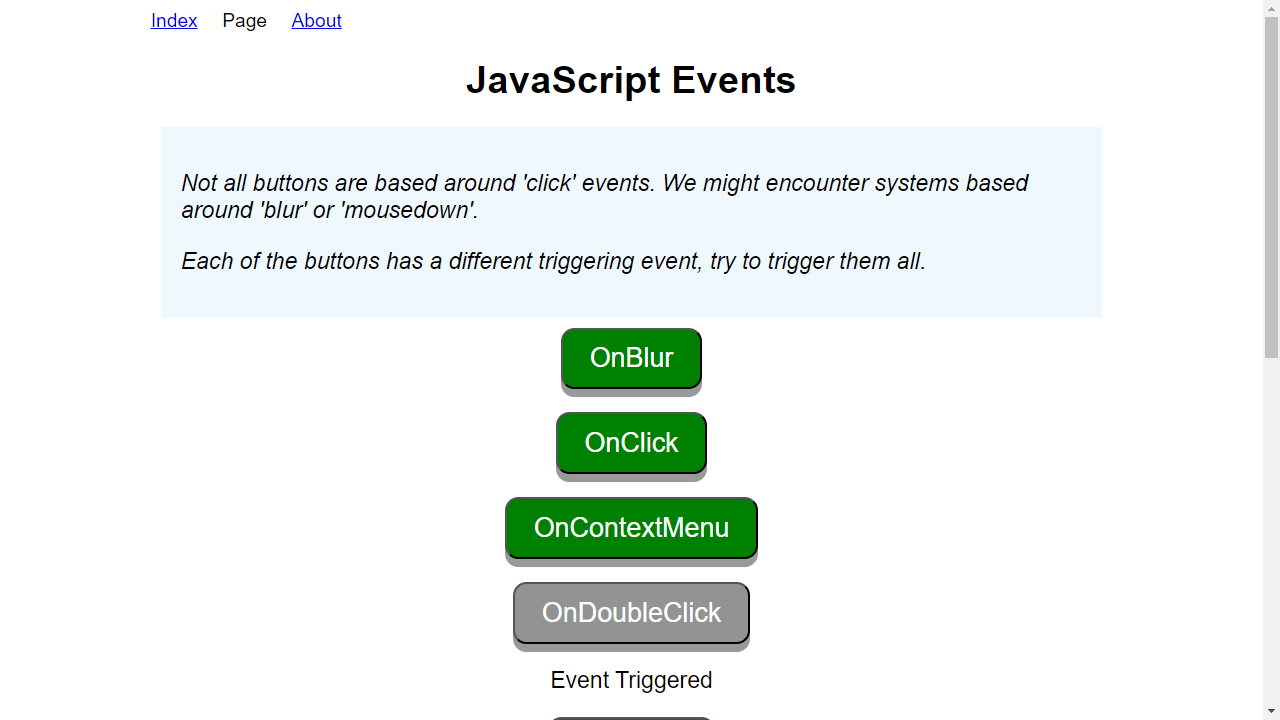 Index Page About
JavaScript Events
Not all buttons are based around 'click' events. We might encounter systems based
around 'blur' or 'mousedown'.
Each of the buttons has a different triggering event, try to trigger them all.
OnBlur
OnClick
OnContextMenu
OnDoubleClick
Event Triggered